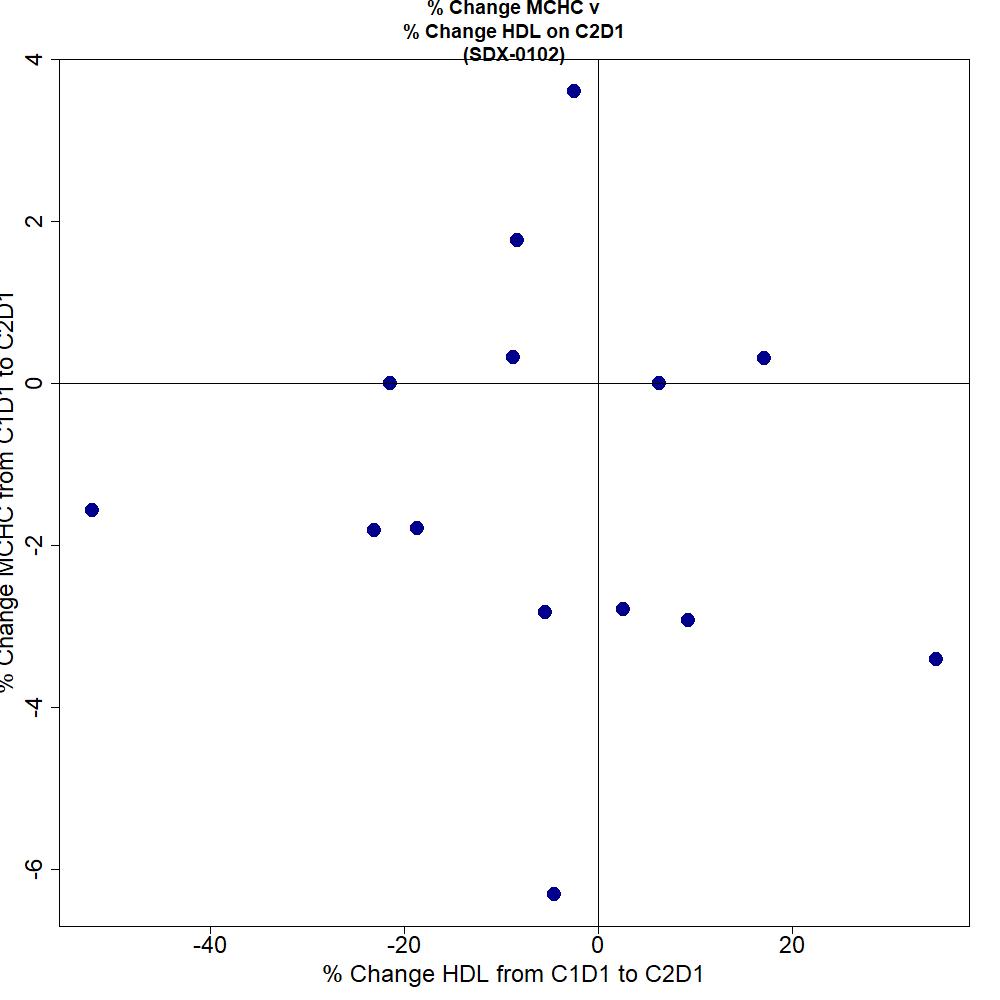 % Change MCHC v
% Change HDL on C2D1
(SDX-0102)
4
2
0
-2
-4
-6
% Change MCHC from C1D1 to C2D1
-40
-20
0
20
% Change HDL from C1D1 to C2D1